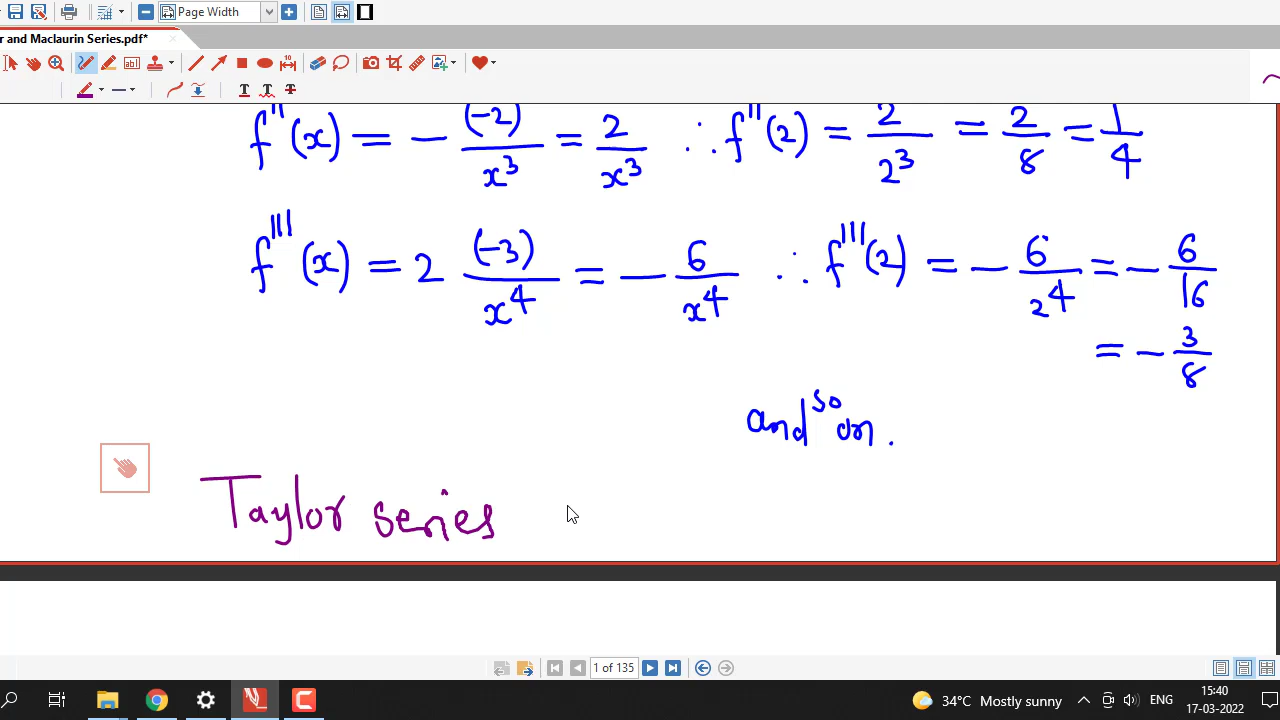 Page Width
r and Maclaurin Series.pdf*
f''(x) = - (-2)/x³ = 2/x³ ∴ f''(2) = 2/2³ = 2/8 = 1/4
f'''(x) = 2 (-3)/x⁴ = - 6/x⁴ ∴ f'''(2) = - 6/2⁴ = - 6/16
= - 3/8
and so on.
Taylor series
1 of 135
34°C Mostly sunny ENG 15:40
17-03-2022